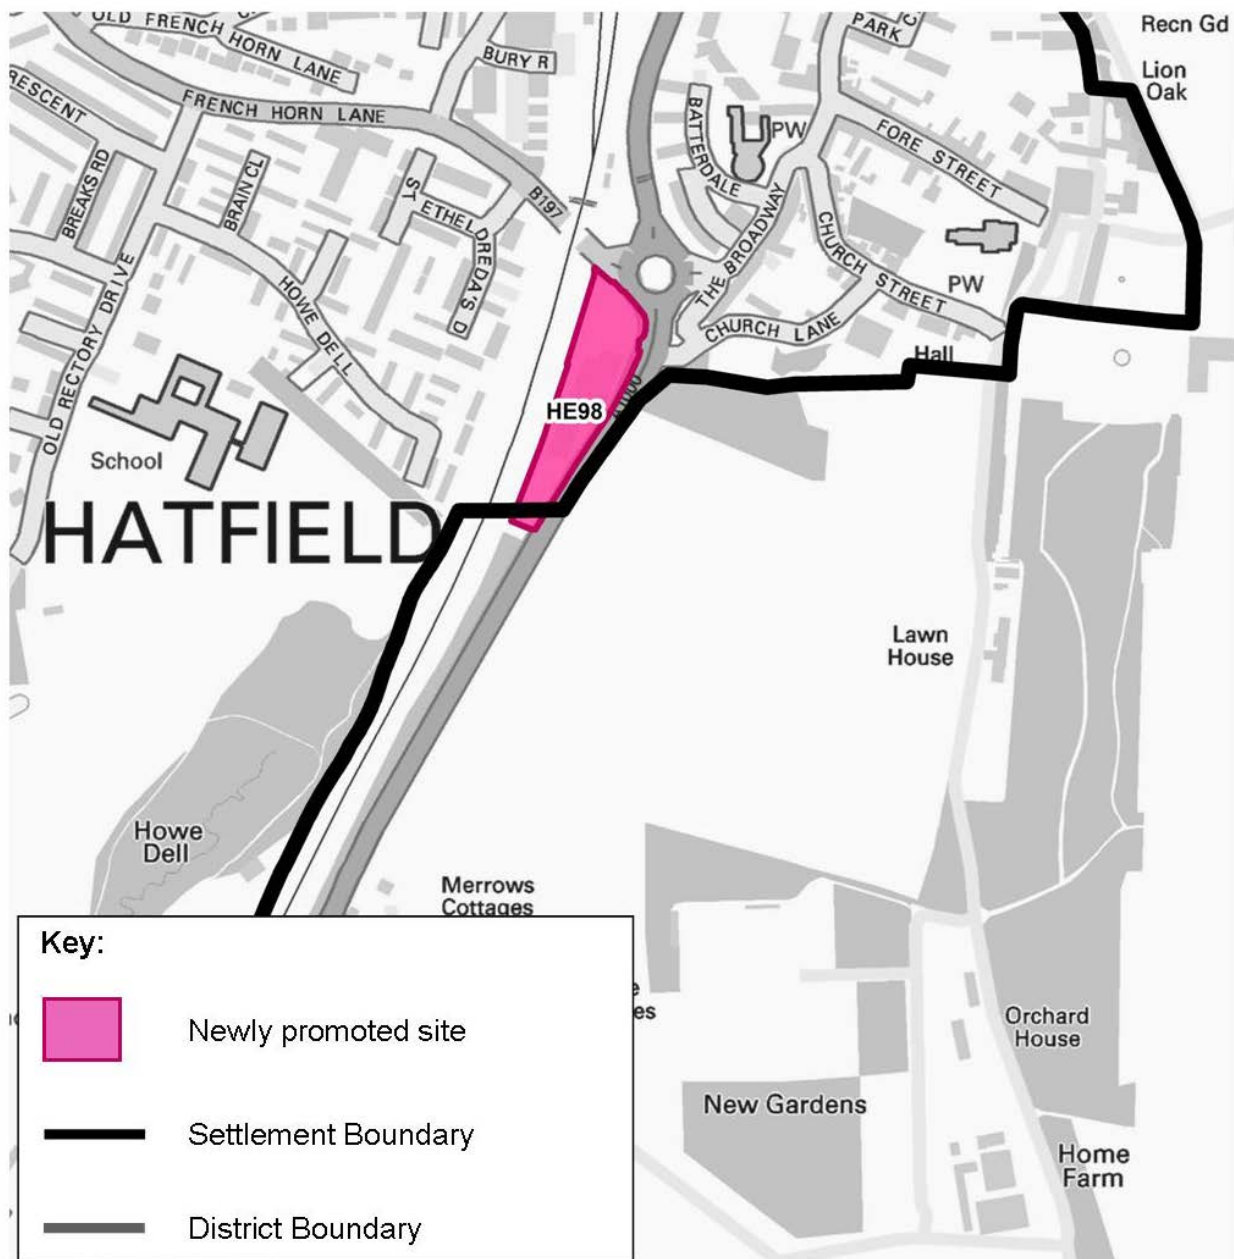 OLD FRENCH HORN LANE
BURY R
PARK
Recn Gd
Lion
Oak
FRENCH HORN LANE
BATTERDALE
PW
FORE STREET
BREAKS RD
BRAIN CL
ST
ETHELDREDA'S D
B197
THE BROADWAY
CHURCH STREET
PW
OLD RECTORY DRIVE
HOWE DELL
CHURCH LANE
Hall
HE98
School
HATFIELD
Lawn
House
Howe
Dell
Merrows
Cottages
Key:
Newly promoted site
Settlement Boundary
District Boundary
es
Orchard
House
New Gardens
Home
Farm